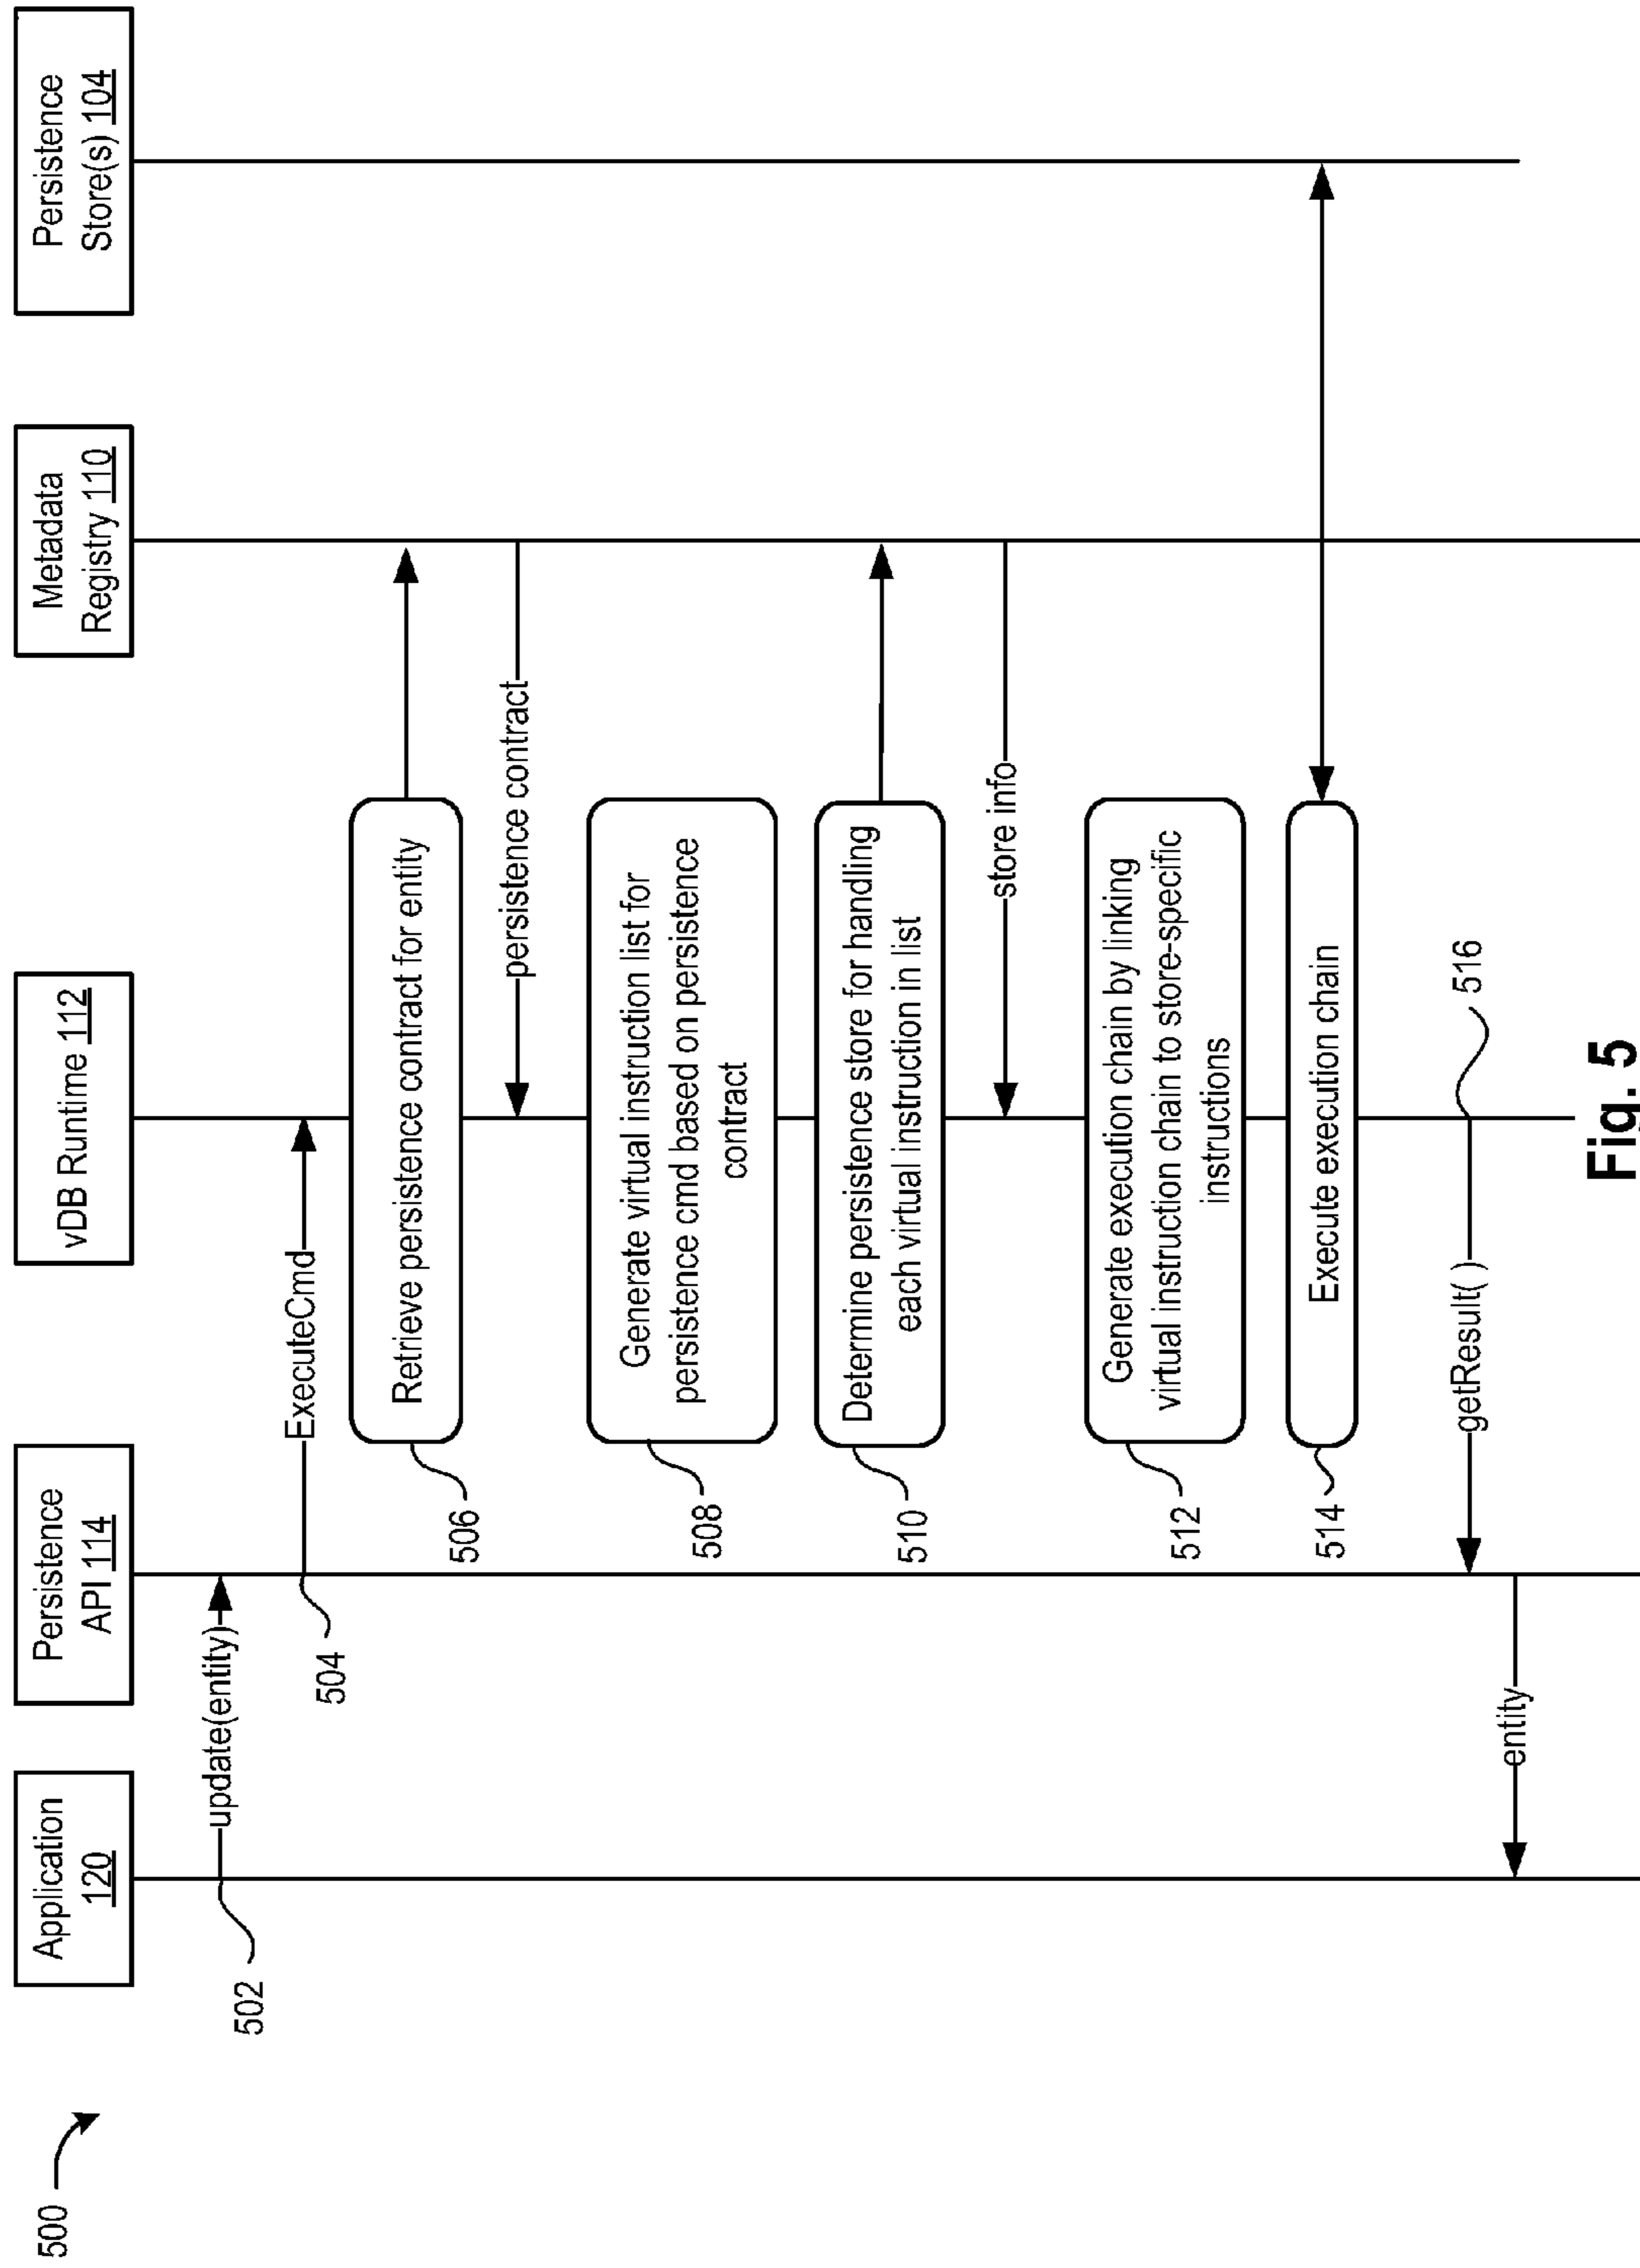 500
Application
120
Persistence
API 114
vDB Runtime 112
Metadata
Registry 110
Persistence
Store(s) 104
502
update(entity)
504
ExecuteCmd
506
Retrieve persistence contract for entity
persistence contract
508
Generate virtual instruction list for
persistence cmd based on persistence
contract
510
Determine persistence store for handling
each virtual instruction in list
store info
512
Generate execution chain by linking
virtual instruction chain to store-specific
instructions
514
Execute execution chain
516
getResult( )
entity
Fig. 5